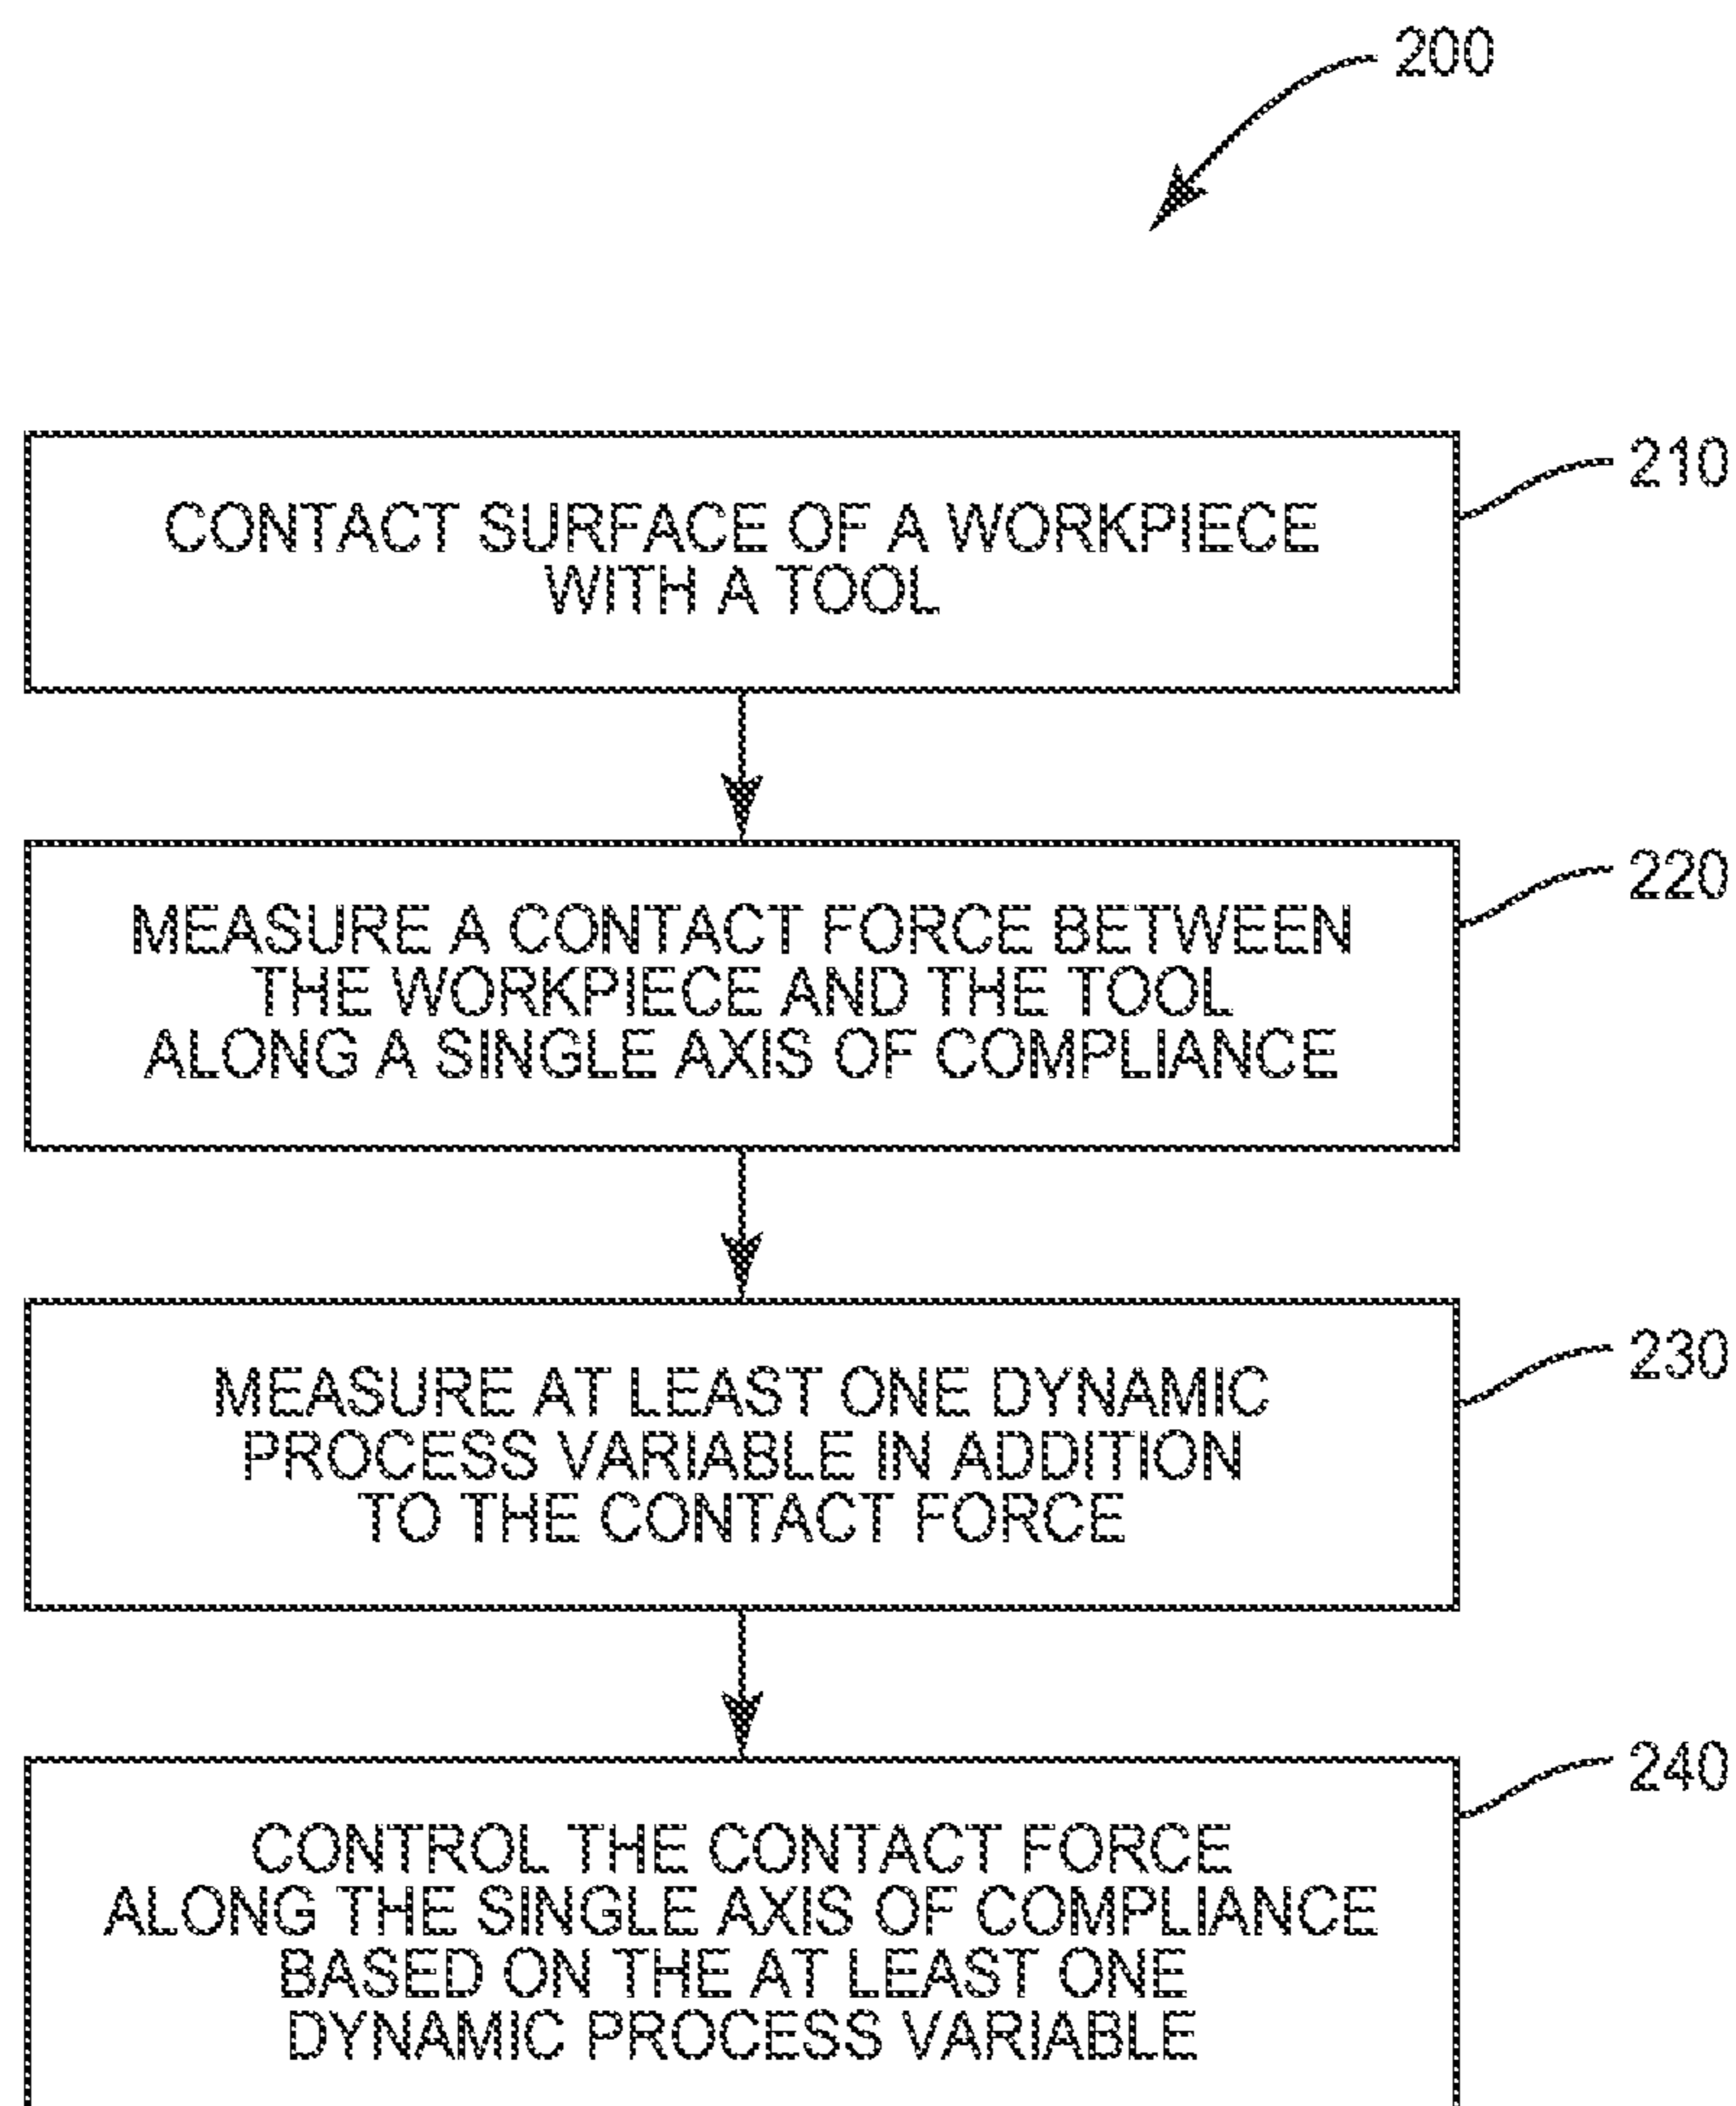 200
CONTACT SURFACE OF A WORKPIECE
WITH A TOOL
210
MEASURE A CONTACT FORCE BETWEEN
THE WORKPIECE AND THE TOOL
ALONG A SINGLE AXIS OF COMPLIANCE
220
MEASURE AT LEAST ONE DYNAMIC
PROCESS VARIABLE IN ADDITION
TO THE CONTACT FORCE
230
CONTROL THE CONTACT FORCE
ALONG THE SINGLE AXIS OF COMPLIANCE
BASED ON THE AT LEAST ONE
DYNAMIC PROCESS VARIABLE
240